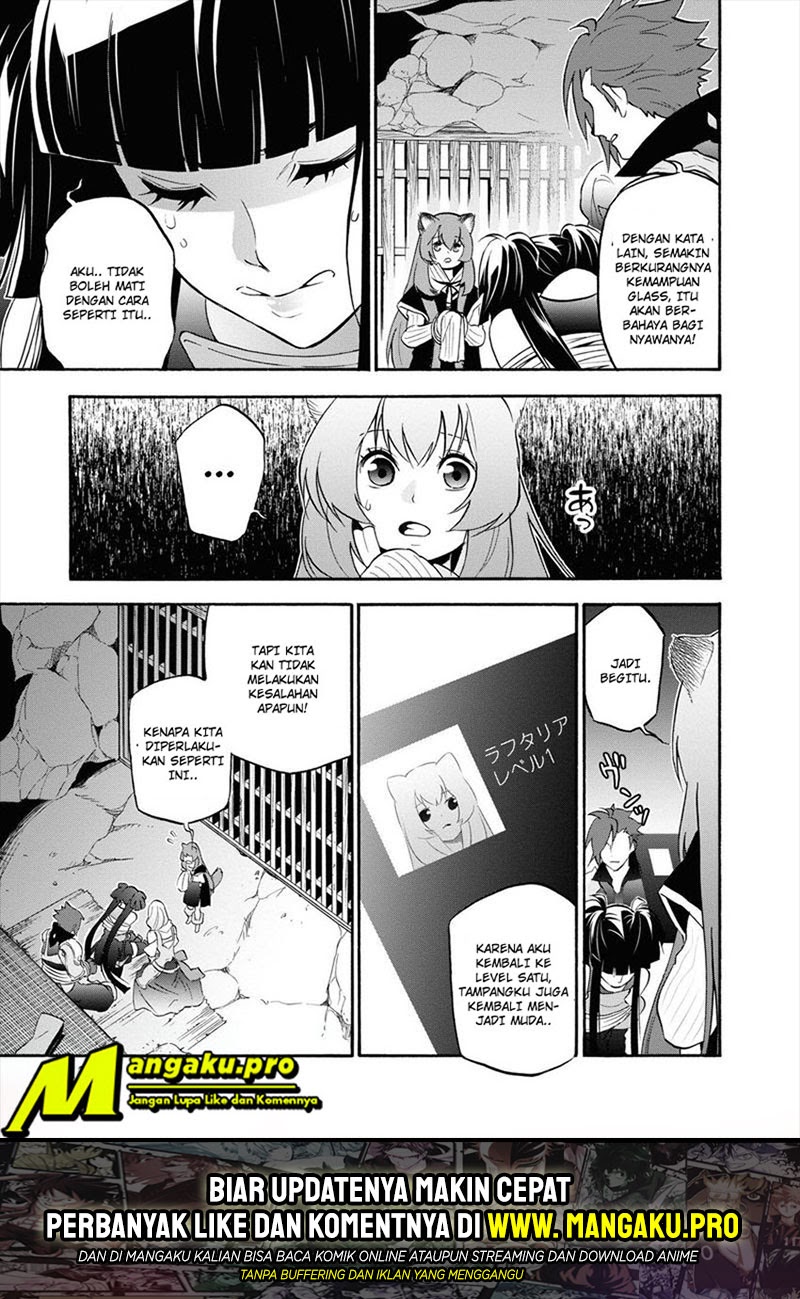 DENGAN KATA
LAIN, SEMAKIN
BERKURANGNYA
KEMAMPUAN
GLASS, ITU
AKAN BER-
BAHAYA BAGI
NYAWANYA!
AKU.. TIDAK
BOLEH MATI
DENGAN CARA
SEPERTI ITU..
あっ
...
JADI
BEGITU.
ヴンッ
ラフタリア
レベル1
KARENA AKU
KEMBALI KE
LEVEL SATU,
TAMPANGKU JUGA
KEMBALI MEN-
JADI MUDA..
TAPI KITA
KAN TIDAK
MELAKUKAN
KESALAHAN
APAPUN!
KENAPA KITA
DIPERLAKU-
KAN SEPERTI
INI..
Mangaku.pro
Jangan Lupa Like dan Komennya
BIAR UPDATENYA MAKIN CEPAT
PERBANYAK LIKE DAN KOMENTNYA DI WWW. MANGAKU.PRO
DAN DI MANGAKU KALIAN BISA BACA KOMIK ONLINE ATAUPUN STREAMING DAN DOWNLOAD ANIME
TANPA BUFFERING DAN IKLAN YANG MENGGANGU